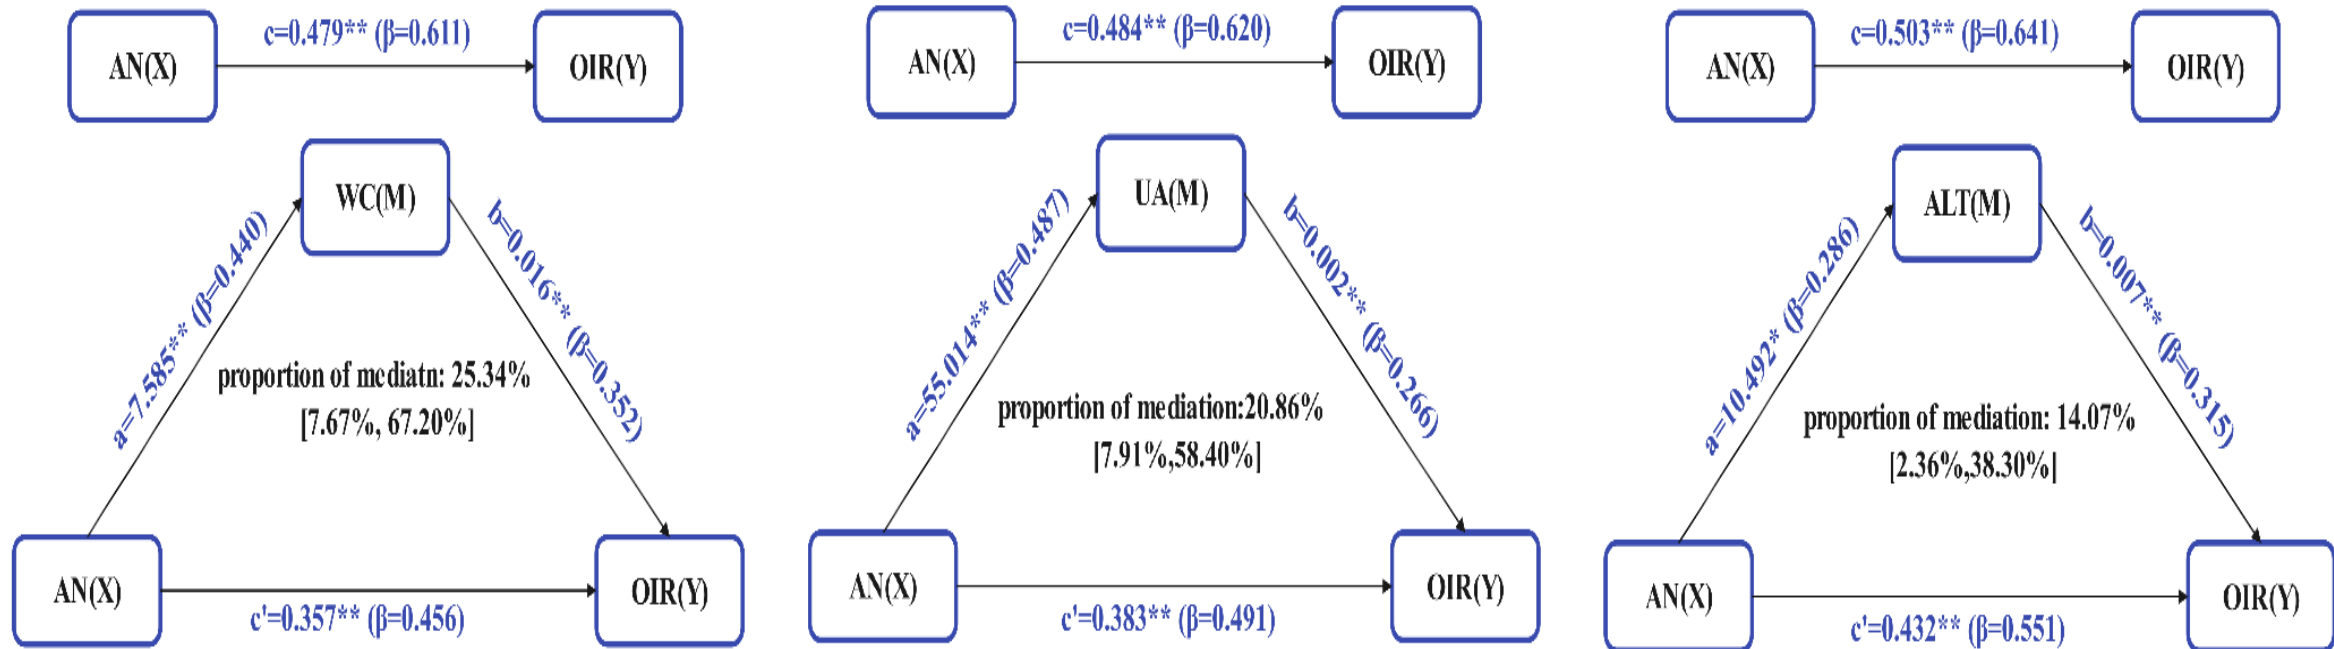 c=0.479** (β=0.611)
AN(X)
OIR(Y)
WC(M)
a=7.585** (β=0.440)
b=0.016** (β=0.352)
proportion of mediatn: 25.34%
[7.67%, 67.20%]
AN(X)
OIR(Y)
c'=0.357** (β=0.456)
c=0.484** (β=0.620)
AN(X)
OIR(Y)
UA(M)
a=55.014** (β=0.487)
b=0.002** (β=0.266)
proportion of mediation:20.86%
[7.91%,58.40%]
AN(X)
OIR(Y)
c'=0.383** (β=0.491)
c=0.503** (β=0.641)
AN(X)
OIR(Y)
ALT(M)
a=10.492* (β=0.286)
b=0.007** (β=0.315)
proportion of mediation: 14.07%
[2.36%,38.30%]
AN(X)
OIR(Y)
c'=0.432** (β=0.551)